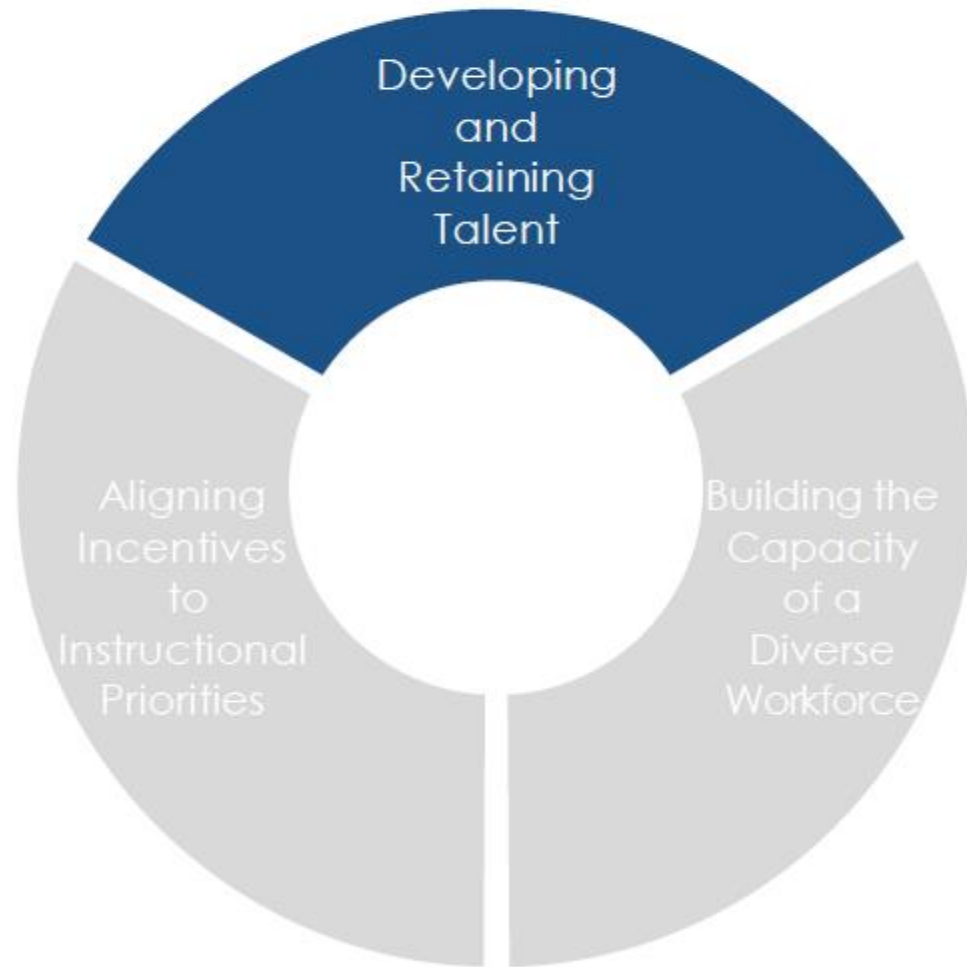 Developing
and
Retaining
Talent
Aligning
Incentives
to
Instructional
Priorities
Building the
Capacity
of a
Diverse
Workforce